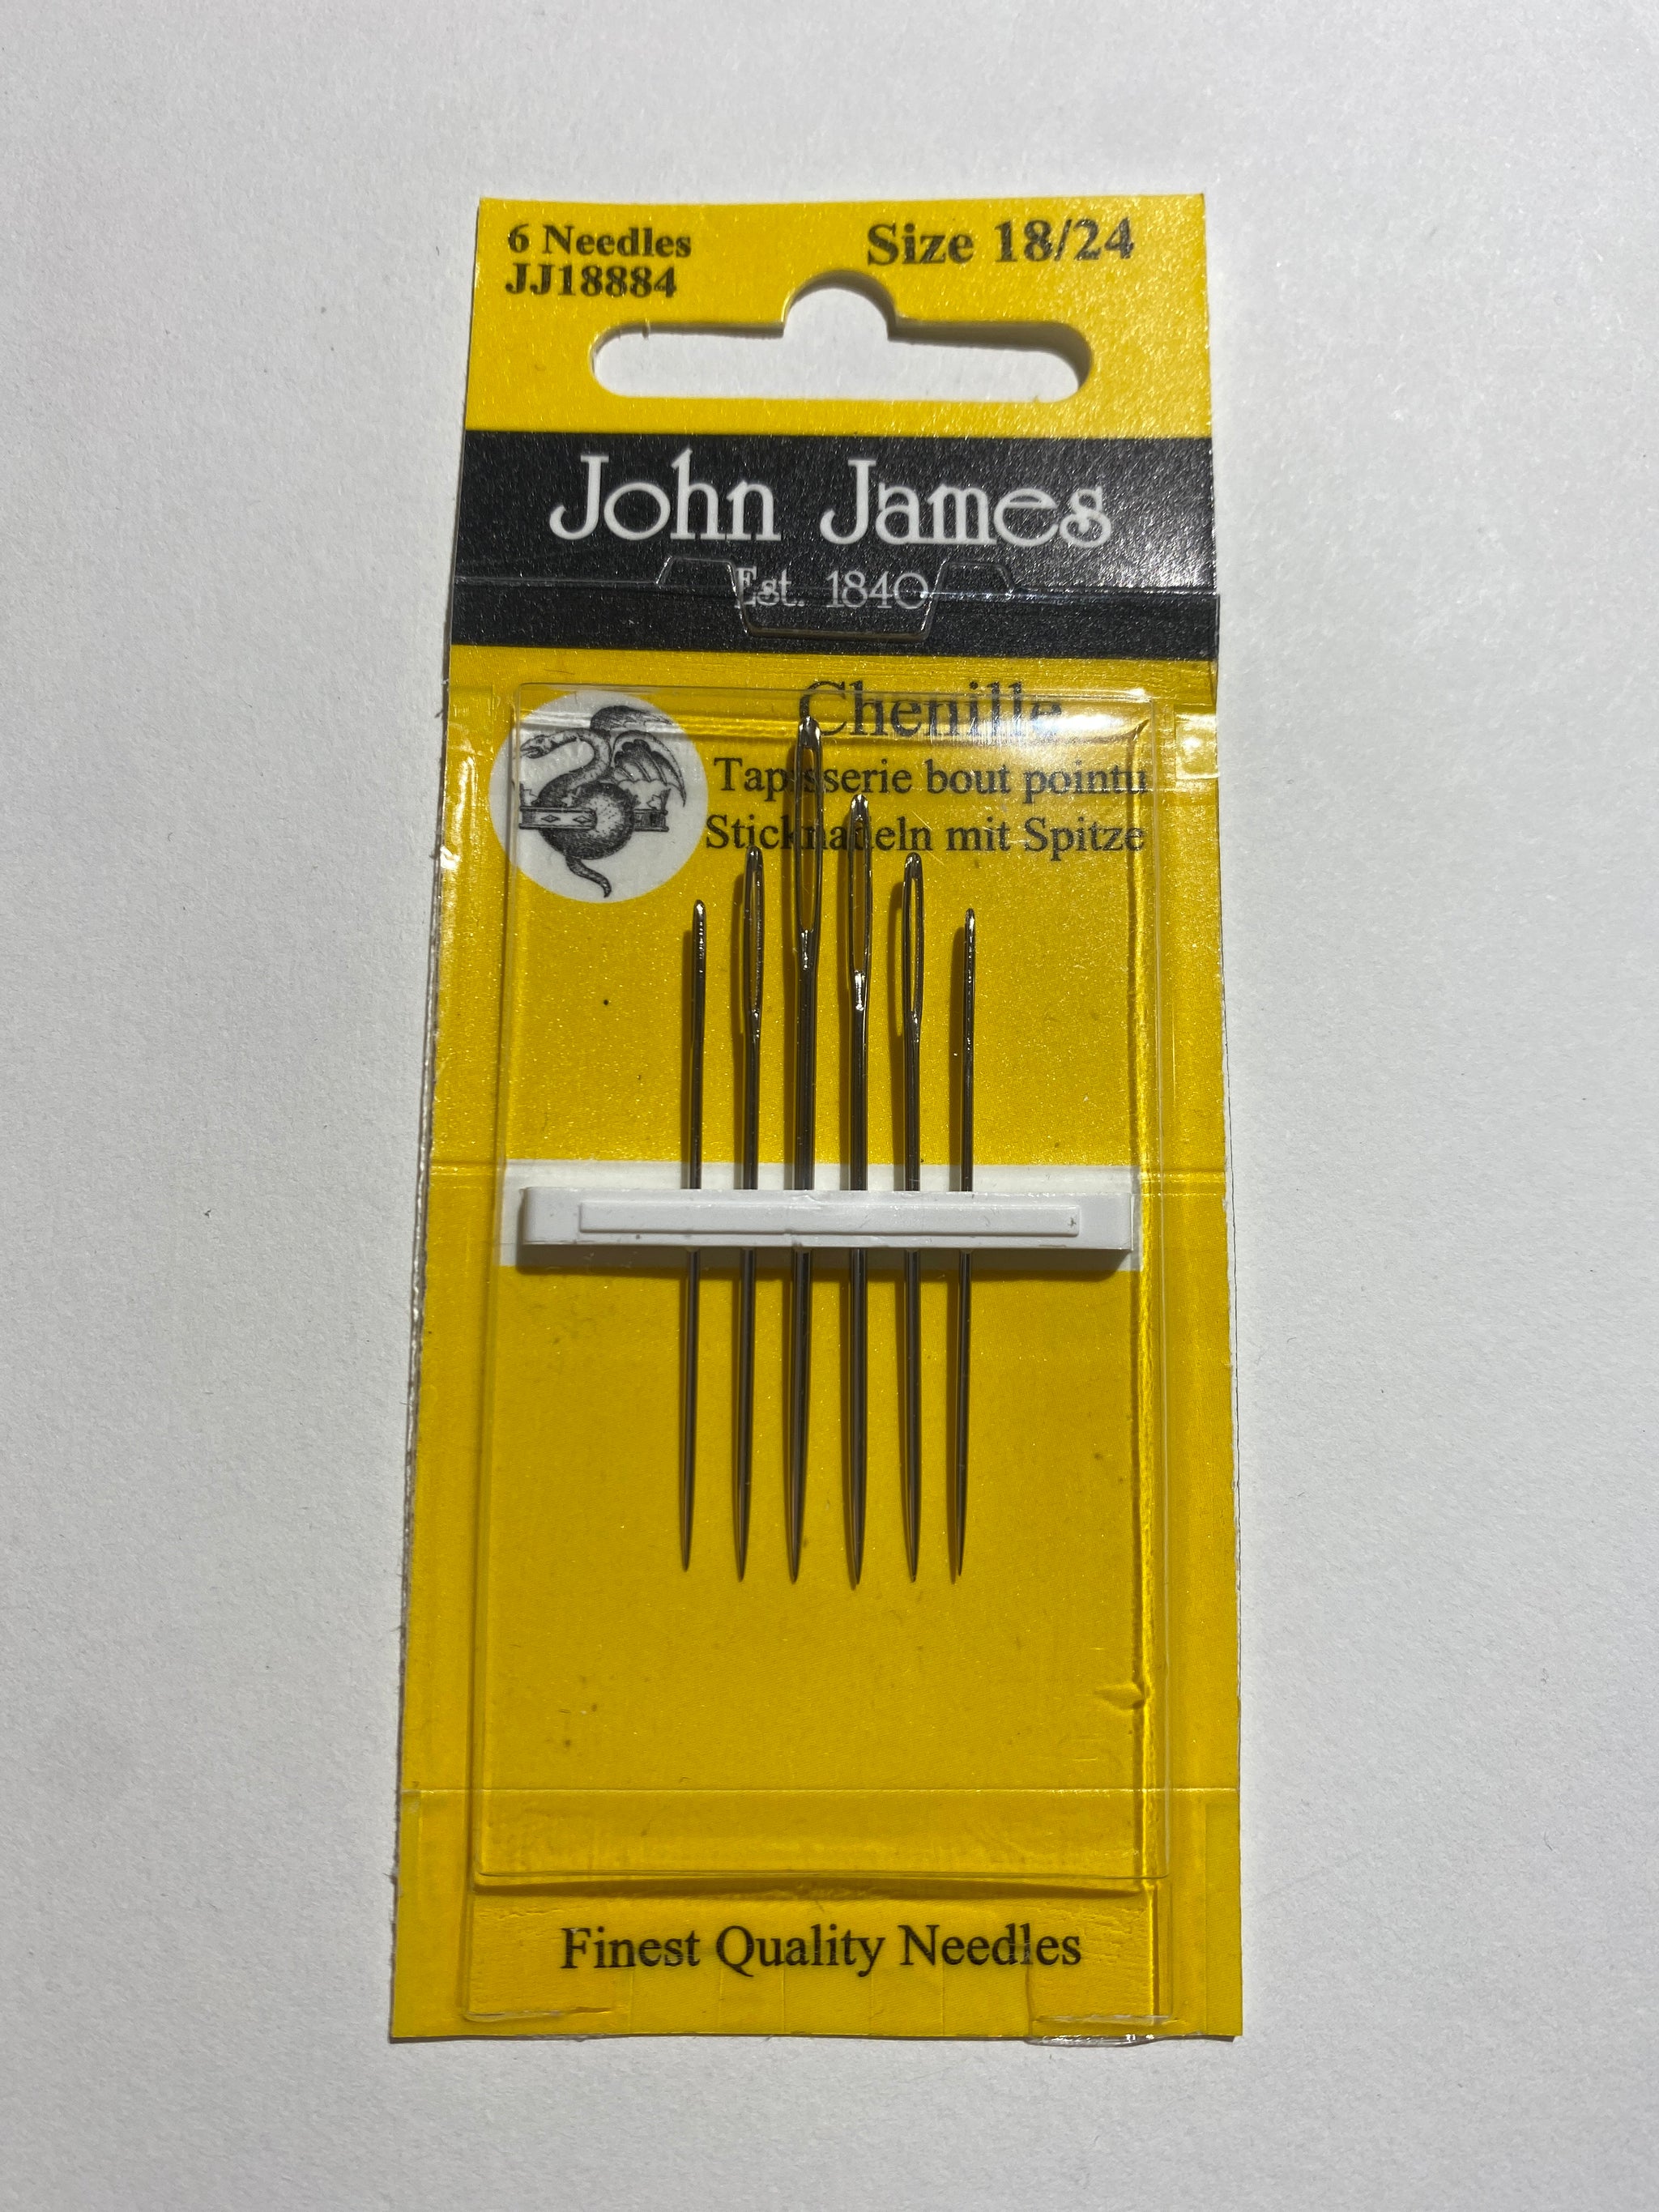 6 Needles
JJ18884
Size 18/24
John James
Est. 1840
Chenille
Tapisserie bout pointu
Sticknadeln mit Spitze
Finest Quality Needles